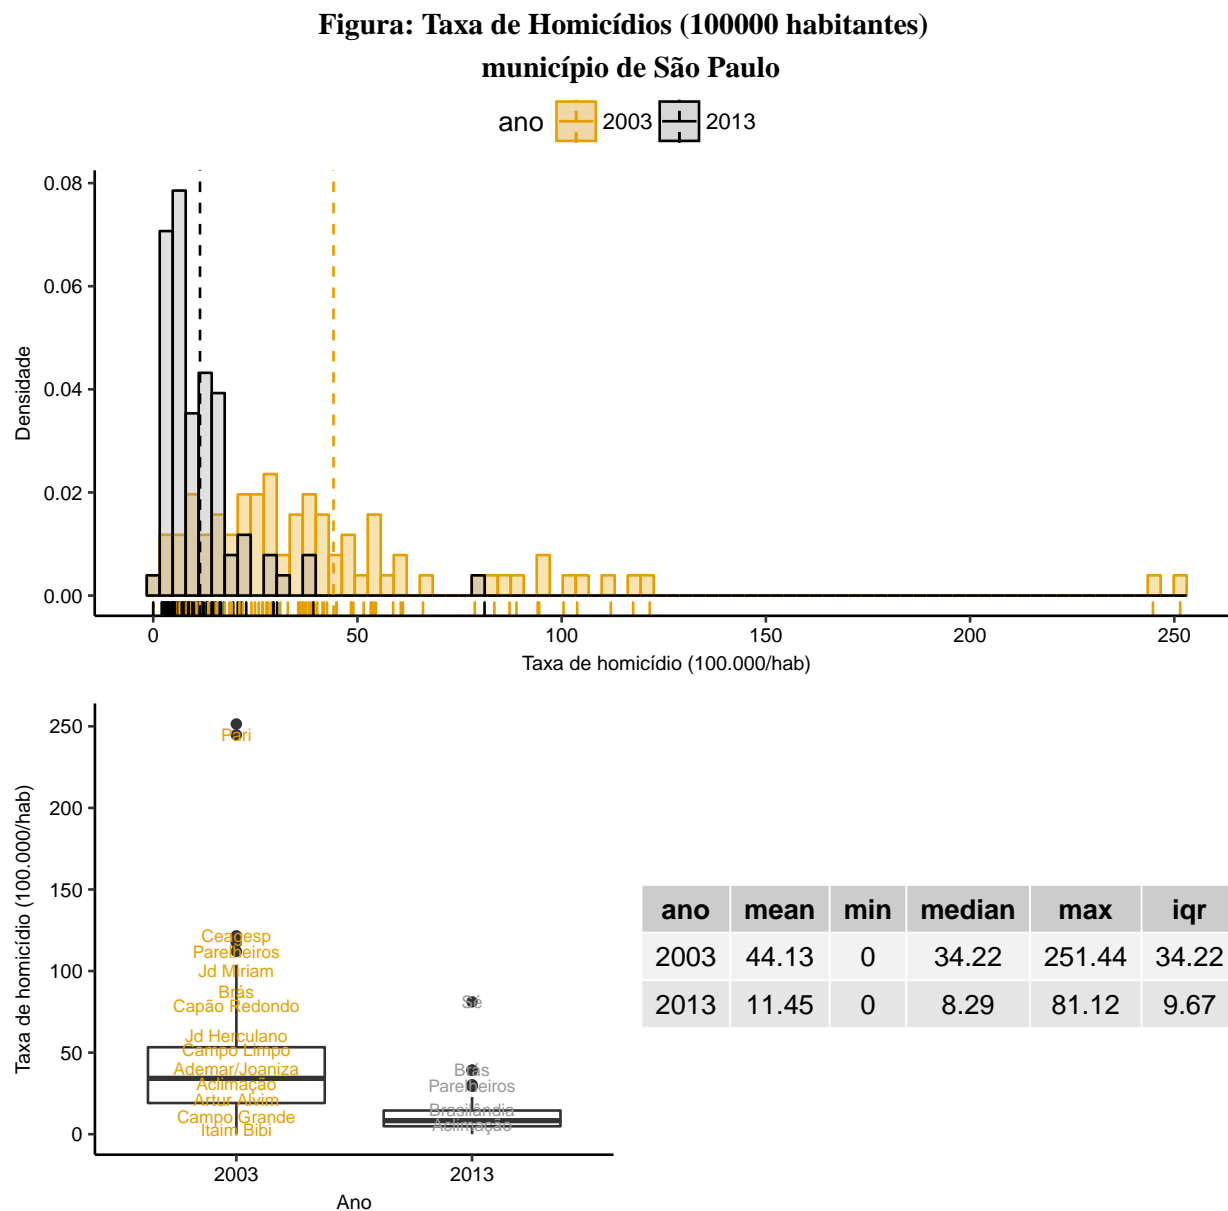 Figura: Taxa de Homicídios (100000 habitantes)
município de São Paulo
ano 2003 2013
0.08
0.06
0.04
0.02
0.00
Densidade
0 50 100 150 200 250
Taxa de homicídio (100.000/hab)
250
200
150
100
50
0
Taxa de homicídio (100.000/hab)
Pari
Ceagesp
Parelheiros
Jd Miriam
Brás
Capão Redondo
Jd Herculano
Campo Limpo
Ademar/Joaniza
Aclimação
Artur Alvim
Campo Grande
Itaim Bibi
Sé
Brás
Parelheiros
Brasilândia
Aclimação
2003 2013
Ano
ano mean min median max iqr
2003 44.13 0 34.22 251.44 34.22
2013 11.45 0 8.29 81.12 9.67